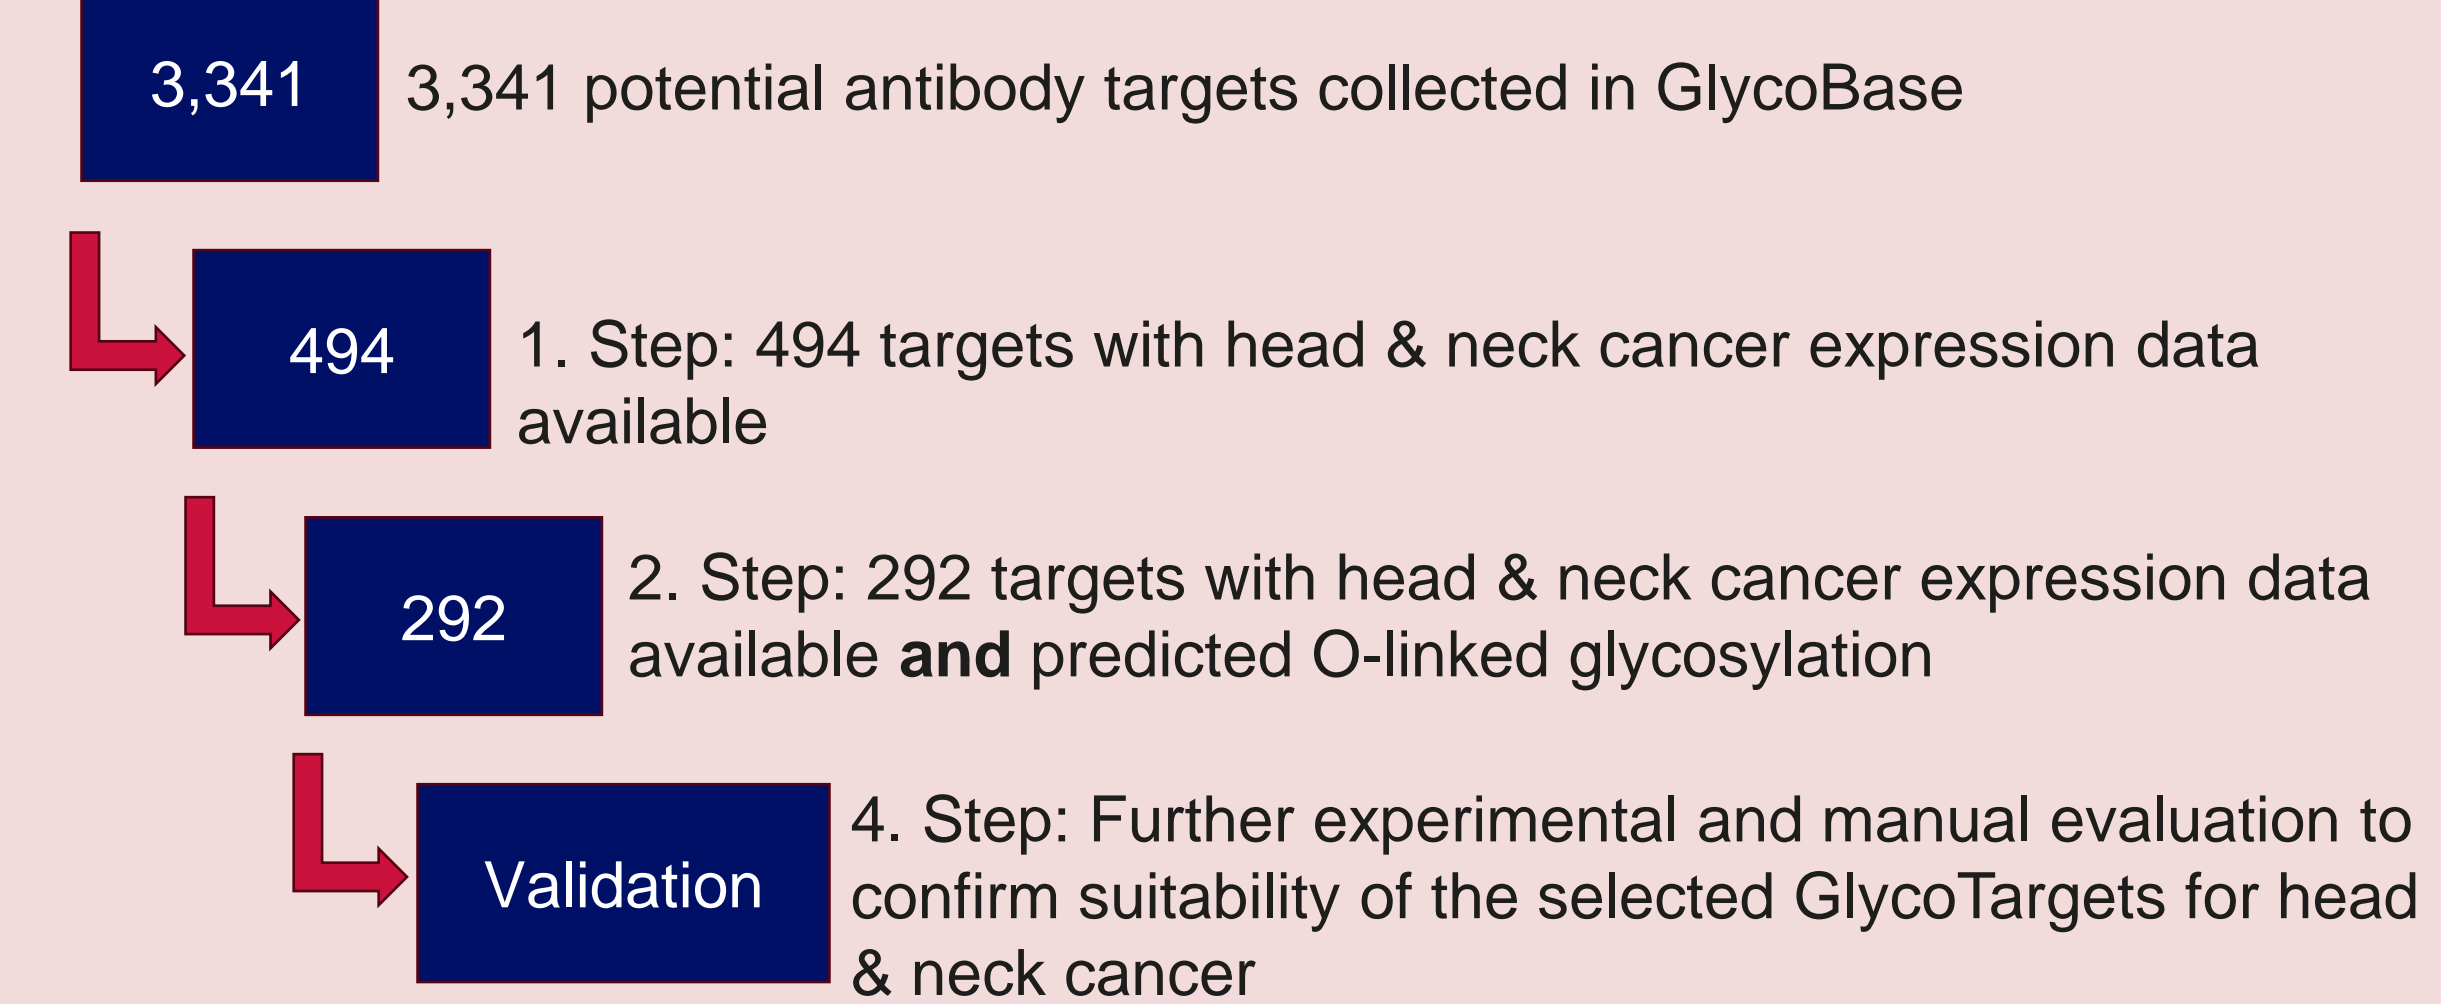 3,341
3,341 potential antibody targets collected in GlycoBase
494
1. Step: 494 targets with head & neck cancer expression data
available
292
2. Step: 292 targets with head & neck cancer expression data
available and predicted O-linked glycosylation
Validation
4. Step: Further experimental and manual evaluation to
confirm suitability of the selected GlycoTargets for head
& neck cancer